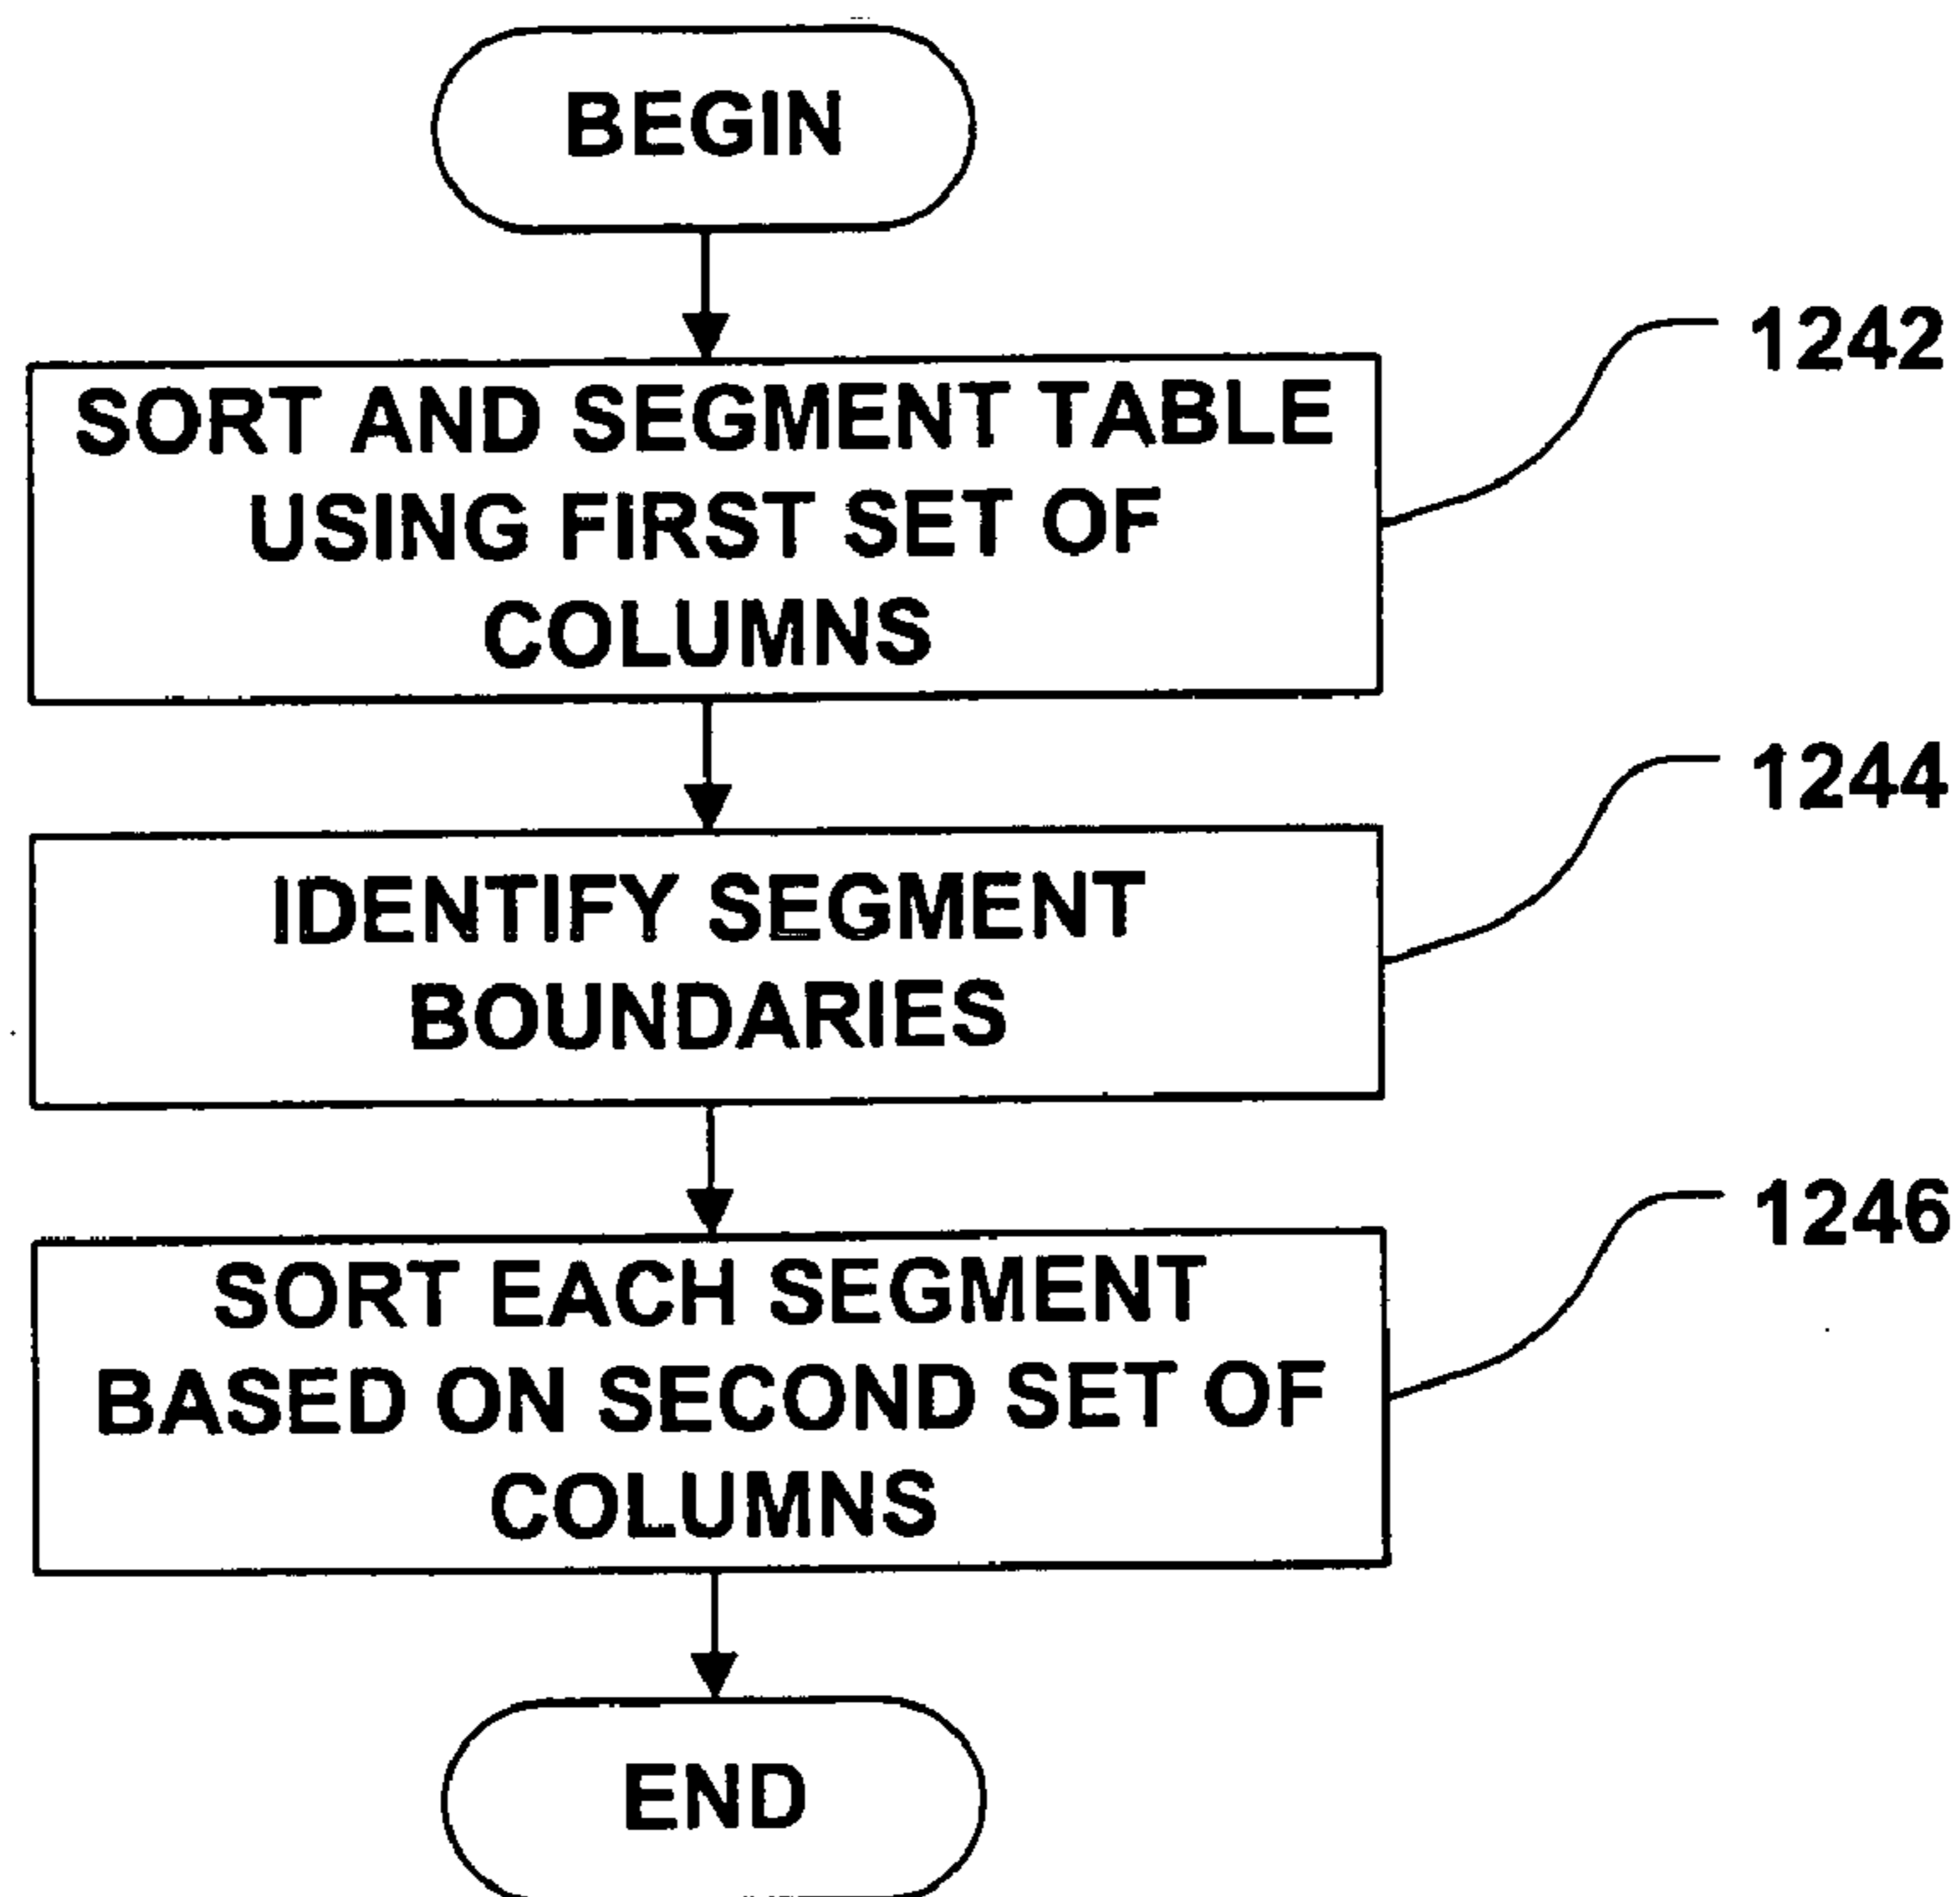 BEGIN
1242
SORT AND SEGMENT TABLE
USING FIRST SET OF
COLUMNS
1244
IDENTIFY SEGMENT
BOUNDARIES
1246
SORT EACH SEGMENT
BASED ON SECOND SET OF
COLUMNS
END